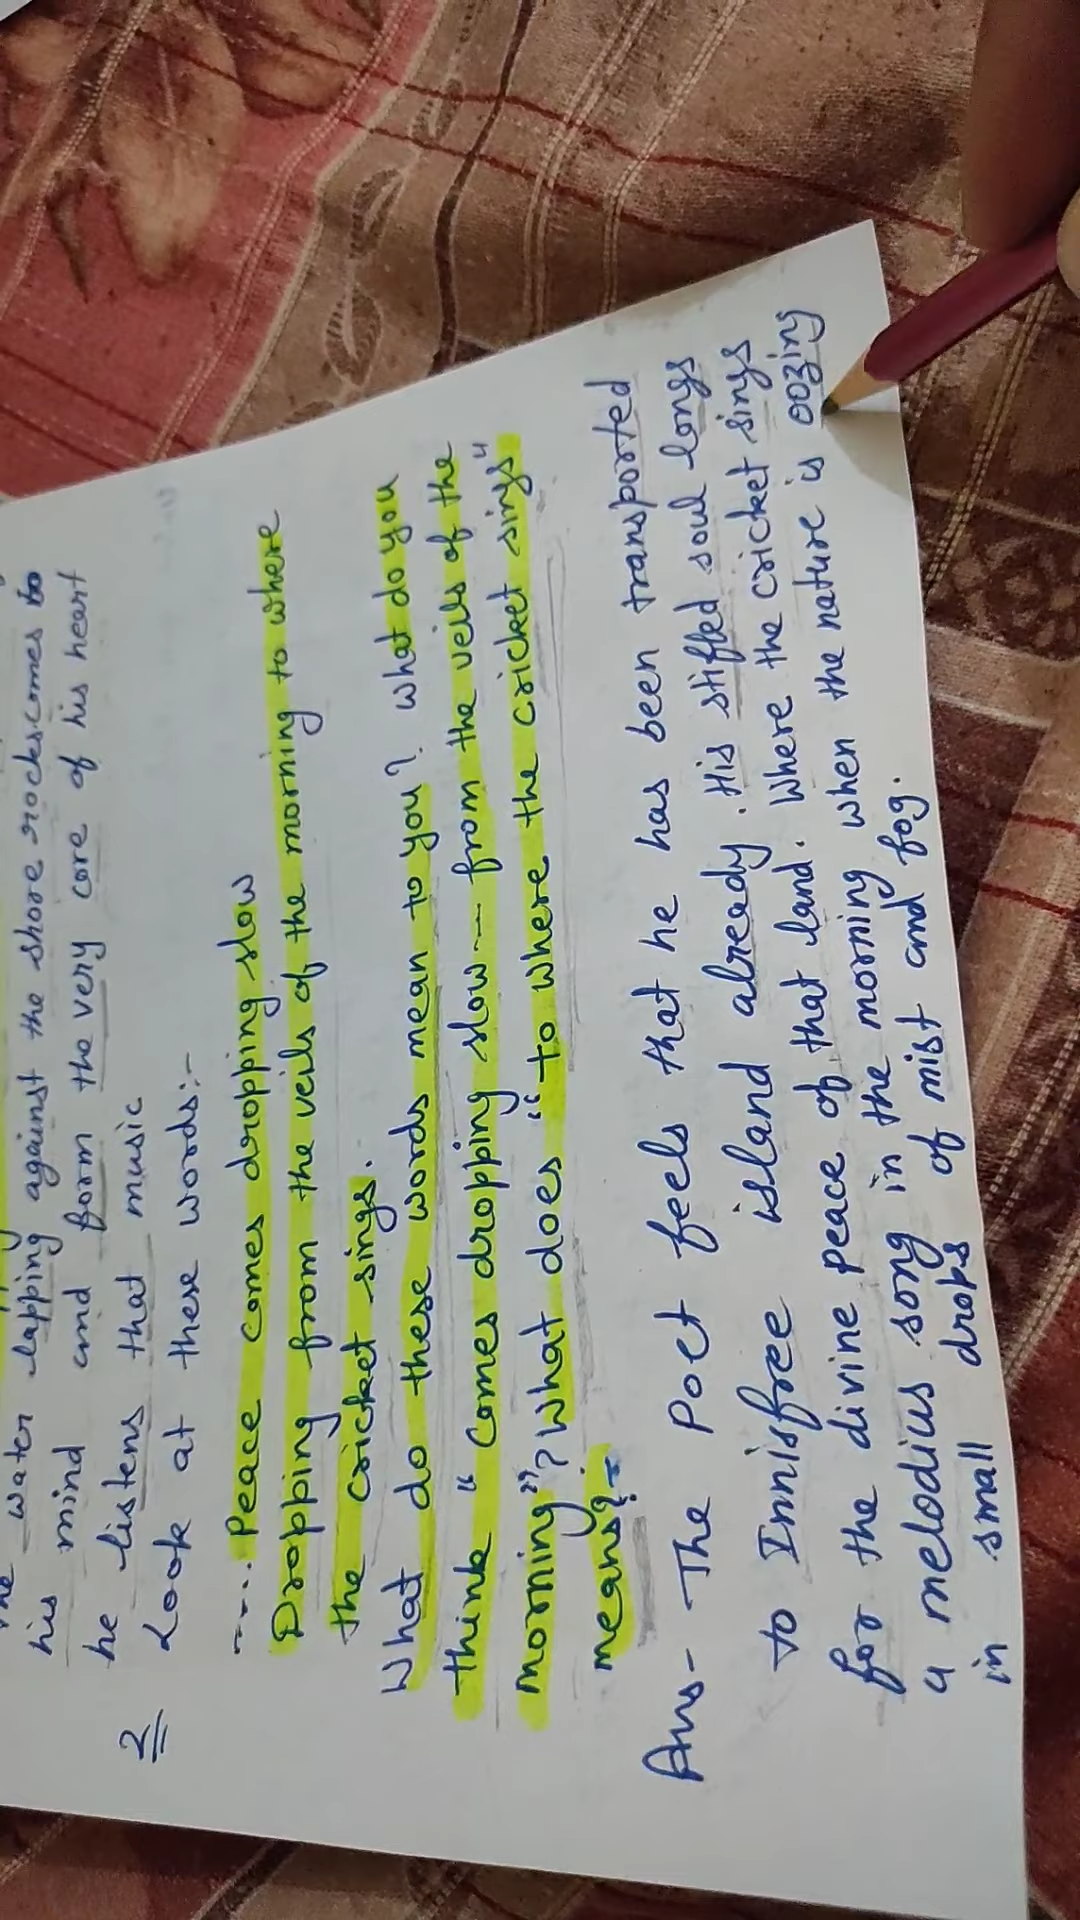 water lapping against the shore rocks comes to
his mind and form the very core of his heart
he listens that music
2 Look at these words:-
.... Peace comes dropping slow
Dropping from the veils of the morning to where
the cricket sings.
What do these words mean to you? what do you
think "comes dropping slow --- from the veils of the
morning"? What does "to where the cricket sings"
means?-
Ans- The Poet feels that he has been transported
to Innisfree island already. His stifled soul longs
for the divine peace of that land. Where the cricket sings
a melodius song in the morning when the nature is oozing
in small drops of mist and fog.